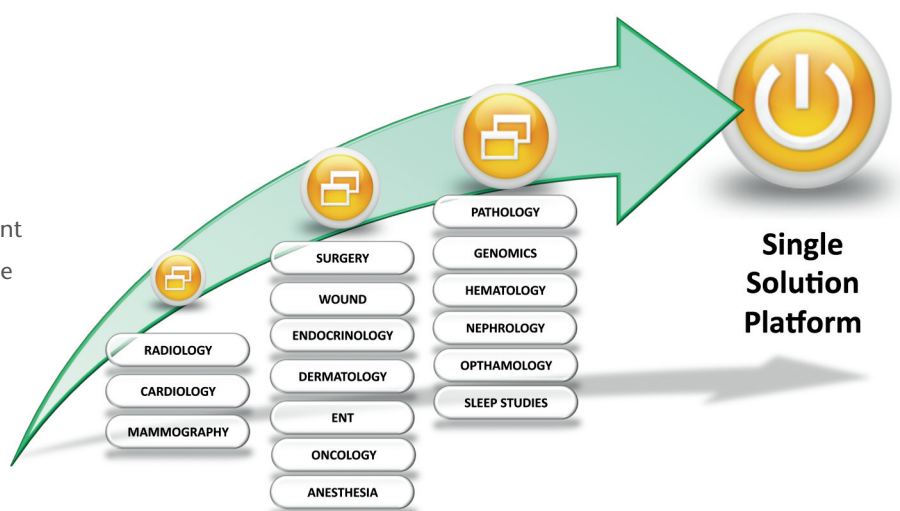 nt
e
RADIOLOGY
CARDIOLOGY
MAMMOGRAPHY
SURGERY
WOUND
ENDOCRINOLOGY
DERMATOLOGY
ENT
ONCOLOGY
ANESTHESIA
PATHOLOGY
GENOMICS
HEMATOLOGY
NEPHROLOGY
OPTHAMOLOGY
SLEEP STUDIES
Single
Solution
Platform